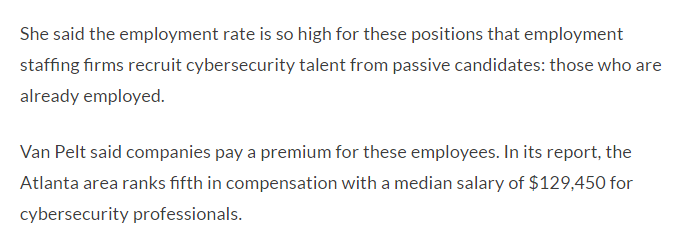 She said the employment rate is so high for these positions that employment
staffing firms recruit cybersecurity talent from passive candidates: those who are
already employed.
Van Pelt said companies pay a premium for these employees. In its report, the
Atlanta area ranks fifth in compensation with a median salary of $129,450 for
cybersecurity professionals.